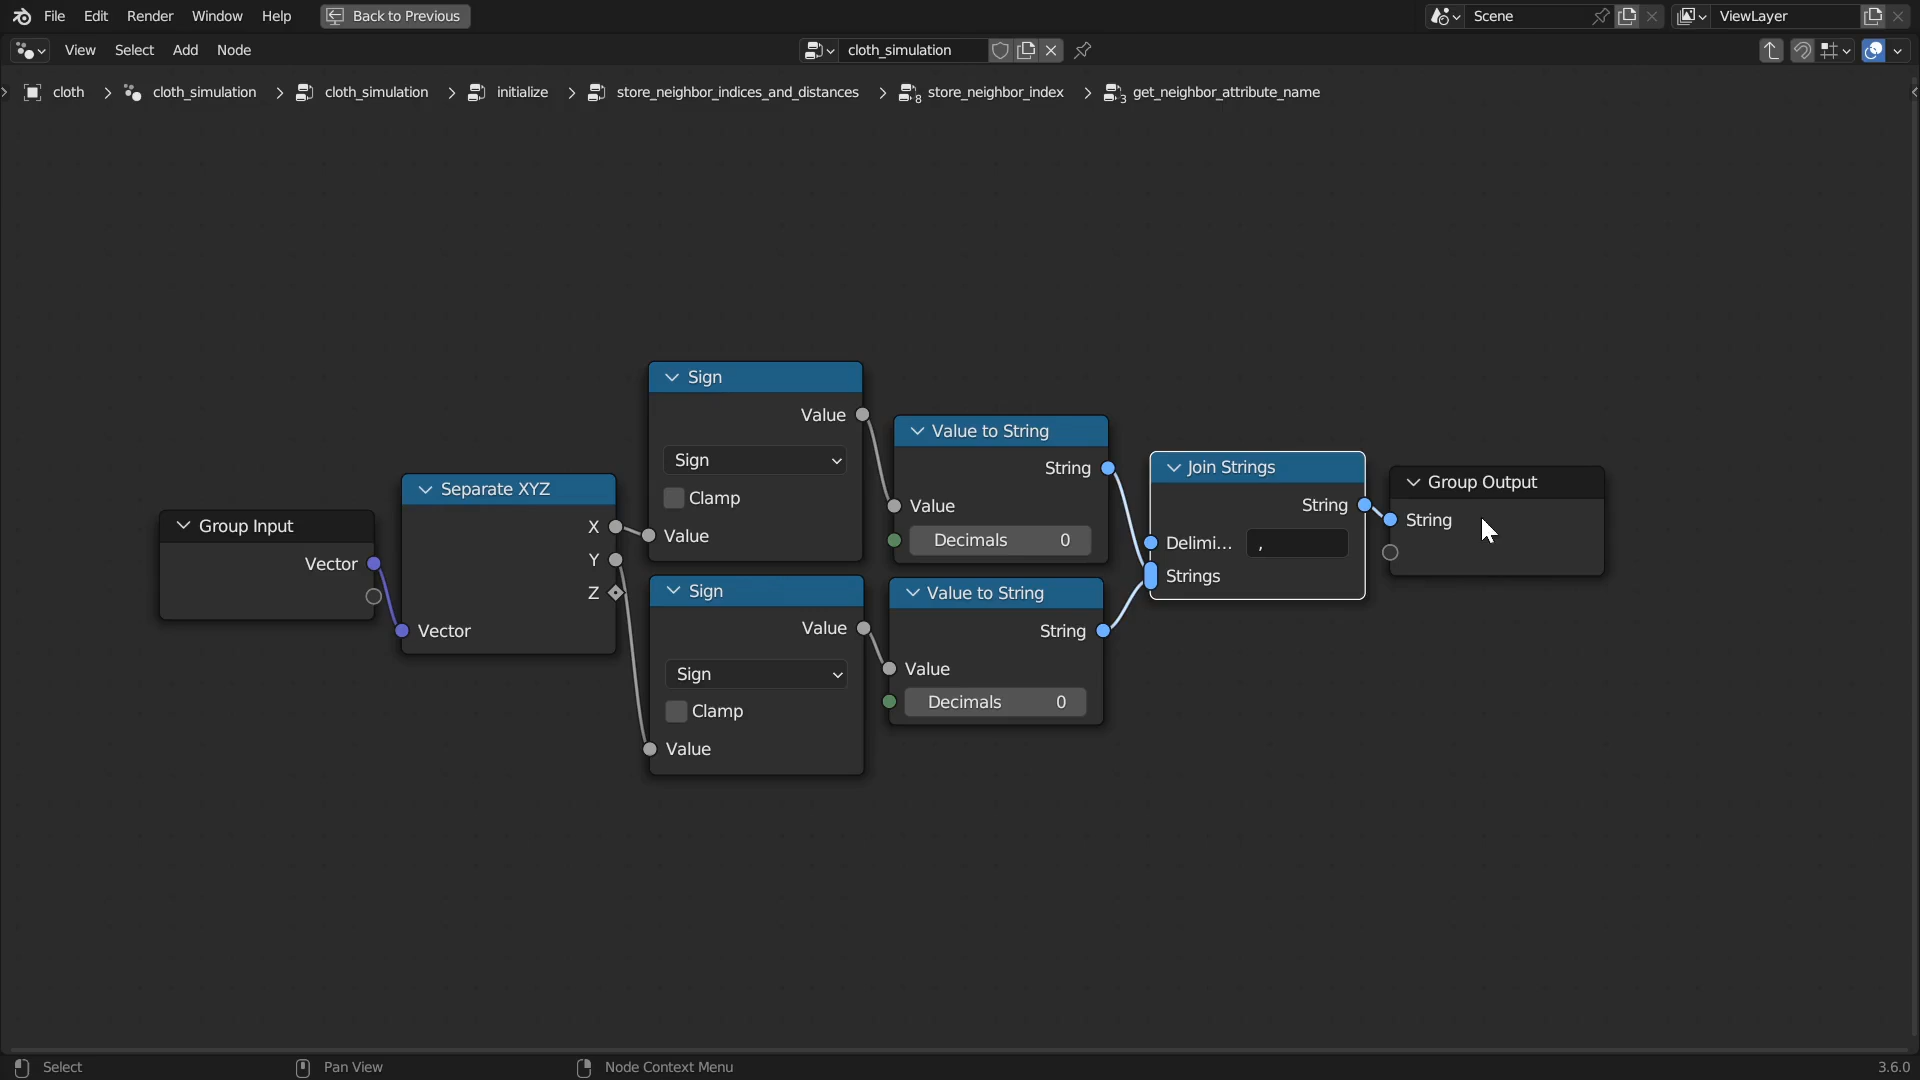 File Edit Render Window Help Back to Previous Scene ViewLayer
View Select Add Node cloth_simulation
cloth cloth_simulation cloth_simulation initialize store_neighbor_indices_and_distances 8 store_neighbor_index 3 get_neighbor_attribute_name
Group Input
Vector
Separate XYZ
X
Y
Z
Vector
Sign
Value
Sign
Clamp
Value
Sign
Value
Sign
Clamp
Value
Value to String
String
Value
Decimals 0
Value to String
String
Value
Decimals 0
Join Strings
String
Delimi... ,
Strings
Group Output
String
Select Pan View Node Context Menu 3.6.0